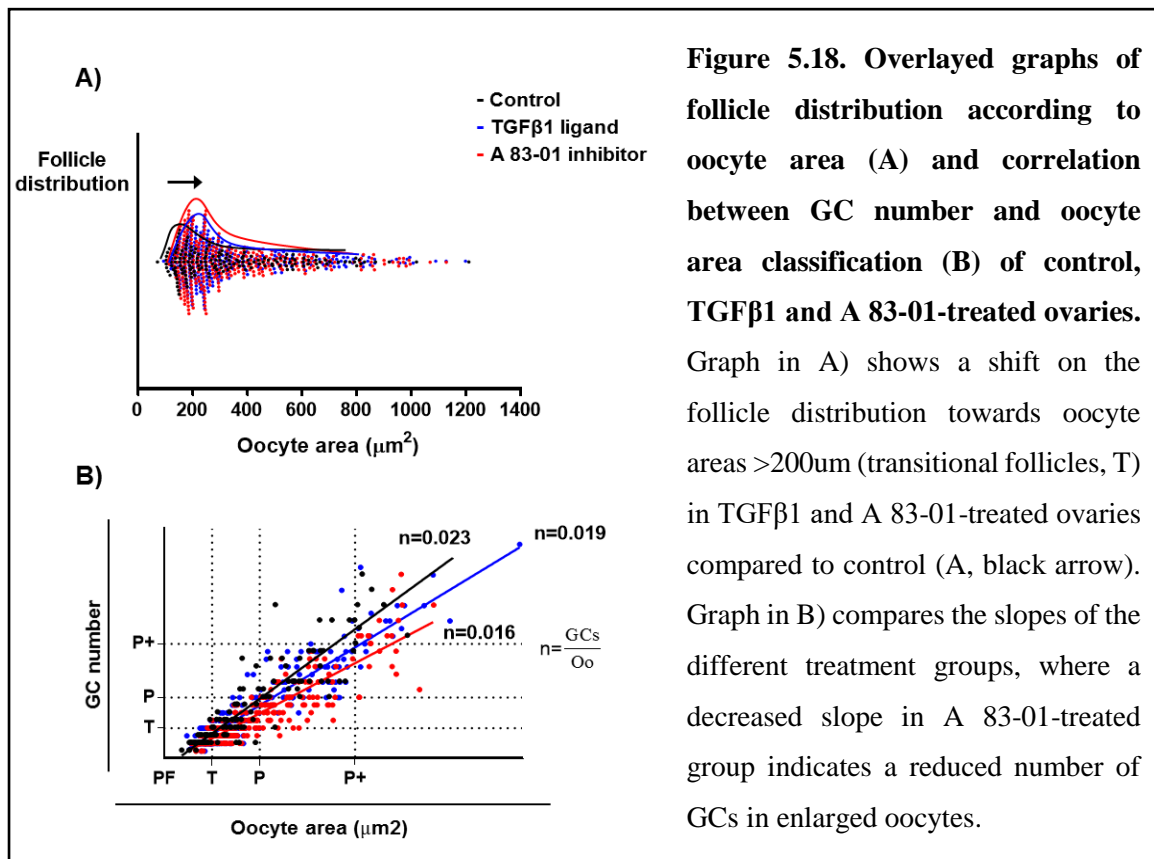 A)
- Control
- TGFβ1 ligand
- A 83-01 inhibitor
Follicle
distribution
0 200 400 600 800 1000 1200 1400
Oocyte area (μm²)
B)
n=0.023
n=0.019
n=0.016
n=GCs/Oo
GC number
P+
P
T
PF T P P+
Oocyte area (μm2)
Figure 5.18. Overlayed graphs of
follicle distribution according to
oocyte area (A) and correlation
between GC number and oocyte
area classification (B) of control,
TGFβ1 and A 83-01-treated ovaries.
Graph in A) shows a shift on the
follicle distribution towards oocyte
areas >200um (transitional follicles, T)
in TGFβ1 and A 83-01-treated ovaries
compared to control (A, black arrow).
Graph in B) compares the slopes of the
different treatment groups, where a
decreased slope in A 83-01-treated
group indicates a reduced number of
GCs in enlarged oocytes.